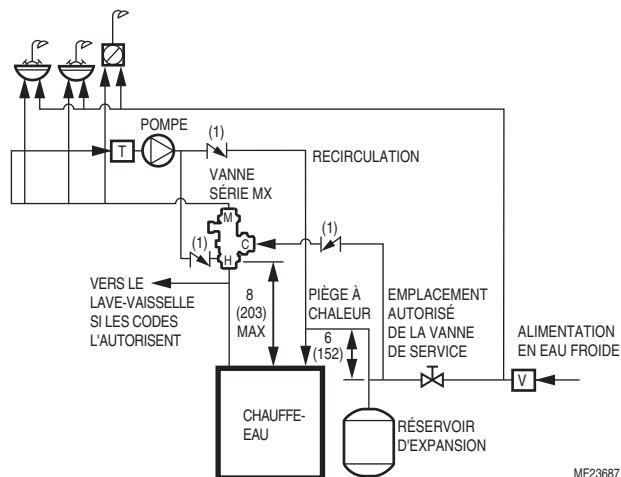 POMPE
(1)
T
RECIRCULATION
VANNE
SÉRIE MX
M
(1)
C
(1)
H
VERS LE
LAVE-VAISSELLE
SI LES CODES
L'AUTORISENT
8
(203)
MAX
PIÈGE À
CHALEUR
6
(152)
EMPLACEMENT
AUTORISÉ
DE LA VANNE
DE SERVICE
ALIMENTATION
EN EAU FROIDE
V
CHAUFFE-
EAU
RÉSERVOIR
D'EXPANSION
MF23687